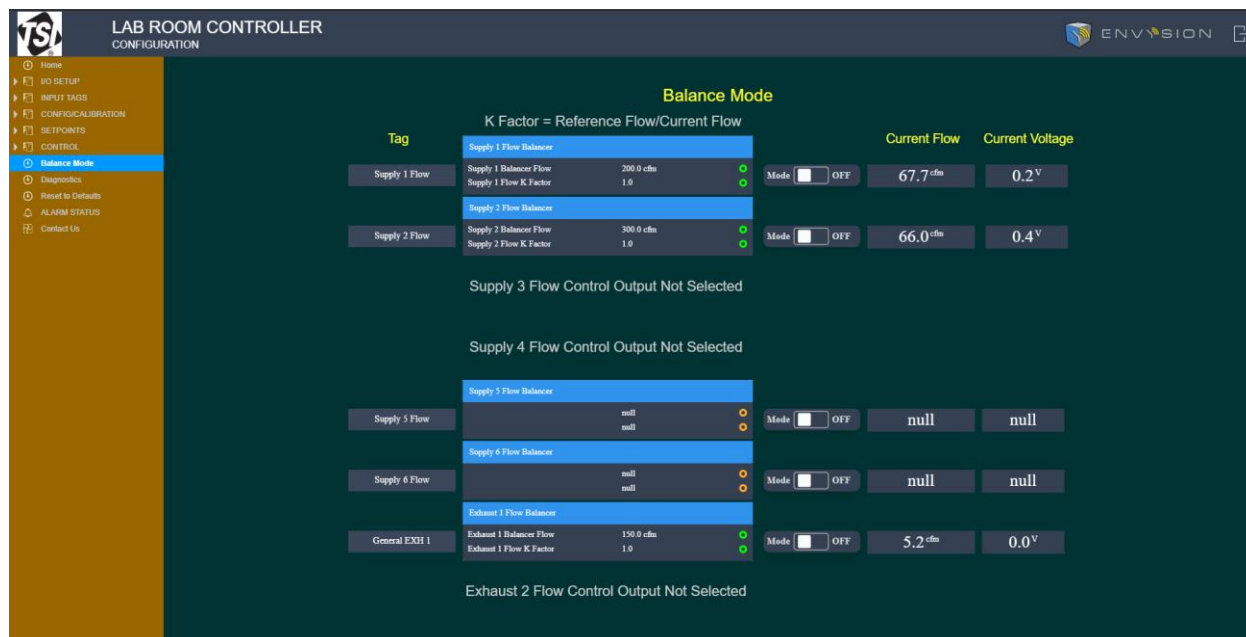 TSI
LAB ROOM CONTROLLER
CONFIGURATION
ENVYSION
Home
I/O SETUP
INPUT TAGS
CONFIG/CALIBRATION
SETPOINTS
CONTROL
Balance Mode
Diagnostics
Reset to Defaults
ALARM STATUS
Contact Us
Balance Mode
K Factor = Reference Flow/Current Flow
Tag
Current Flow
Current Voltage
Supply 1 Flow Balancer
Supply 1 Flow
Supply 1 Balancer Flow 200.0 cfm
Supply 1 Flow K Factor 1.0
Mode OFF
67.7 cfm
0.2 V
Supply 2 Flow Balancer
Supply 2 Flow
Supply 2 Balancer Flow 300.0 cfm
Supply 2 Flow K Factor 1.0
Mode OFF
66.0 cfm
0.4 V
Supply 3 Flow Control Output Not Selected
Supply 4 Flow Control Output Not Selected
Supply 5 Flow Balancer
Supply 5 Flow
null
null
Mode OFF
null
null
Supply 6 Flow Balancer
Supply 6 Flow
null
null
Mode OFF
null
null
Exhaust 1 Flow Balancer
General EXH 1
Exhaust 1 Balancer Flow 150.0 cfm
Exhaust 1 Flow K Factor 1.0
Mode OFF
5.2 cfm
0.0 V
Exhaust 2 Flow Control Output Not Selected